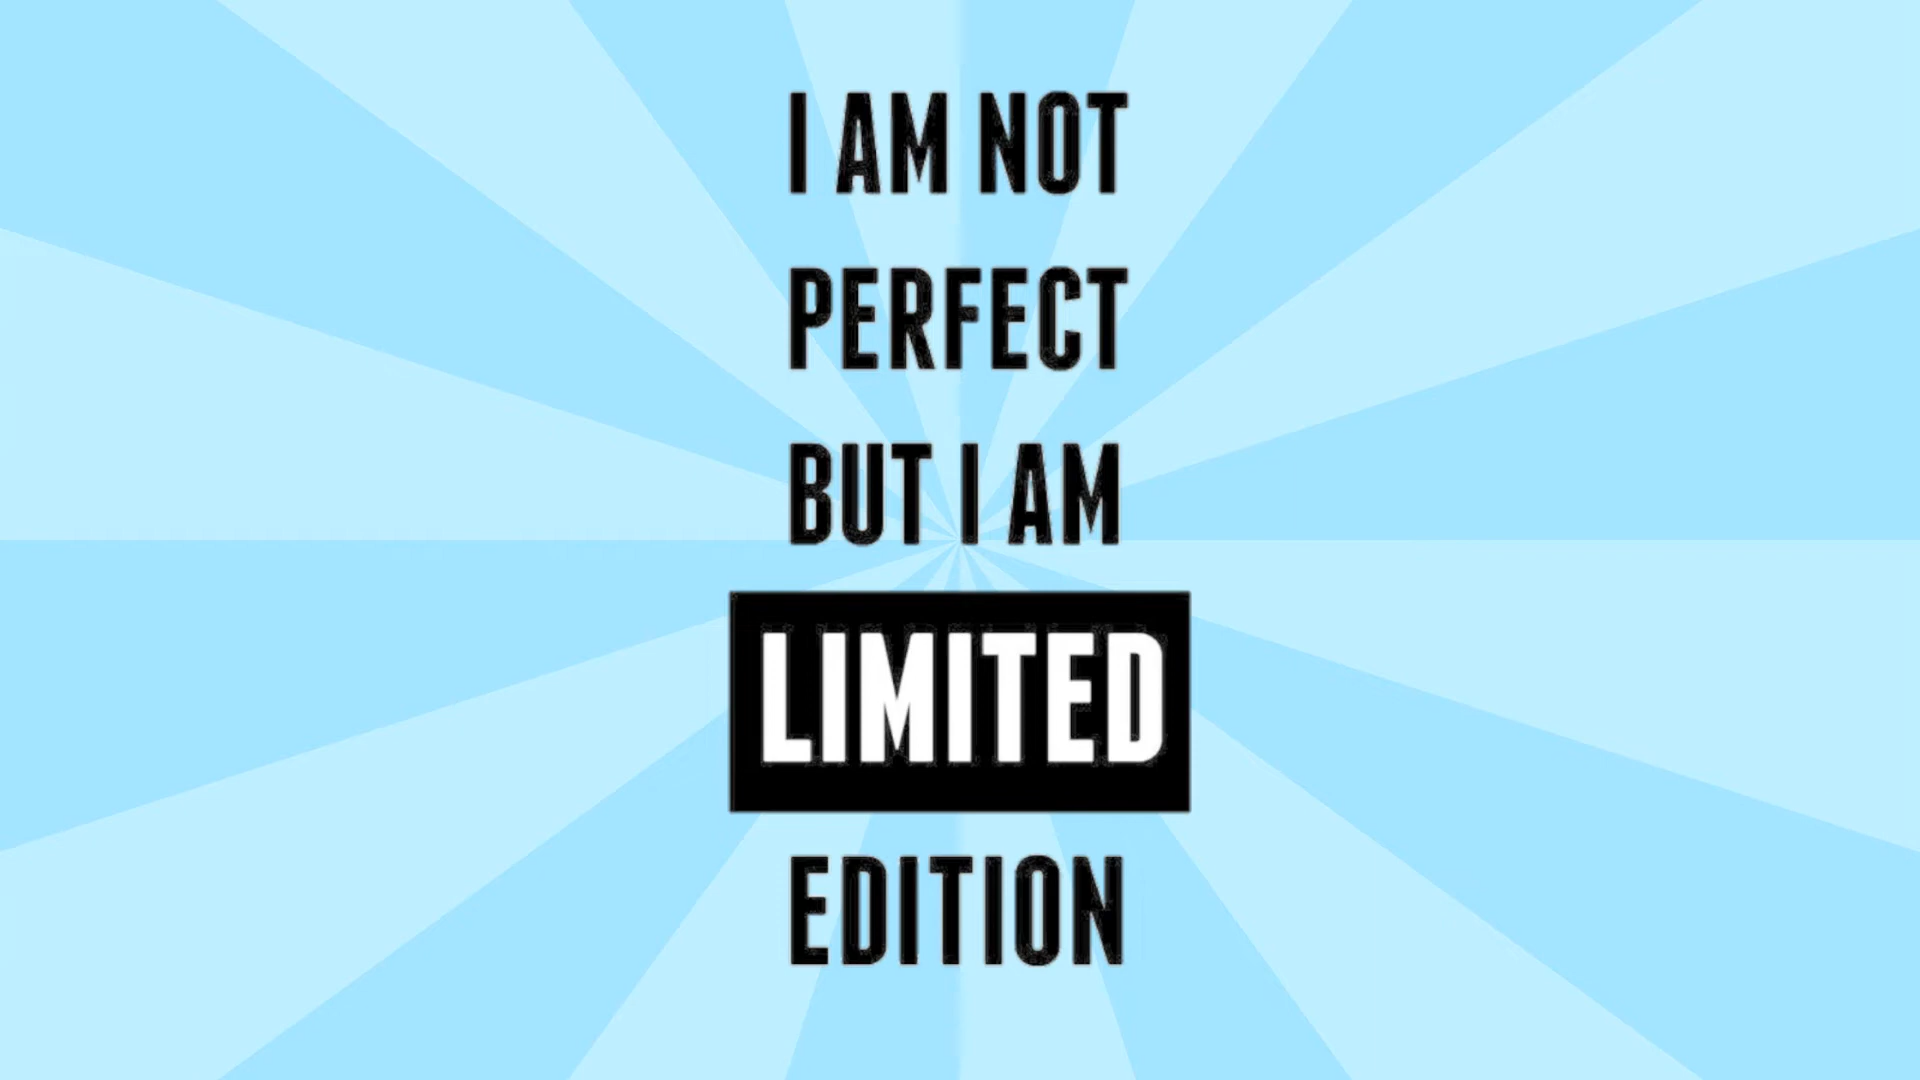 I AM NOT
PERFECT
BUT I AM
LIMITED
EDITION